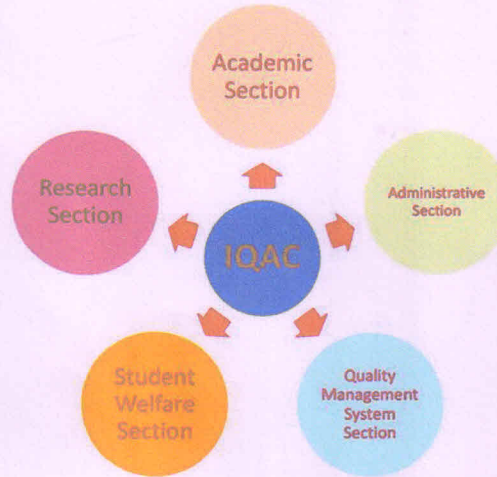 Academic
Section
Research
Section
Administrative
Section
IQAC
Student
Welfare
Section
Quality
Management
System
Section